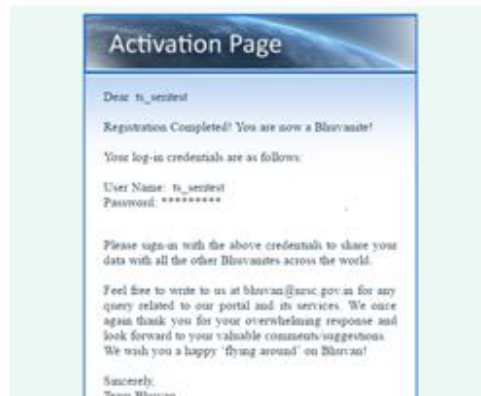 Activation Page
Dear ts_sentest
Registration Completed! You are now a Bhuvanite!
Your log-in credentials are as follows:
User Name: ts_sentest
Password: *********
Please sign-in with the above credentials to share your
data with all the other Bhuvanites across the world.
Feel free to write to us at bhuvan@nrsc.gov.in for any
query related to our portal and its services. We once
again thank you for your overwhelming response and
look forward to your valuable comments/suggestions.
We wish you a happy 'flying around' on Bhuvan!
Sincerely,
Team Bhuvan